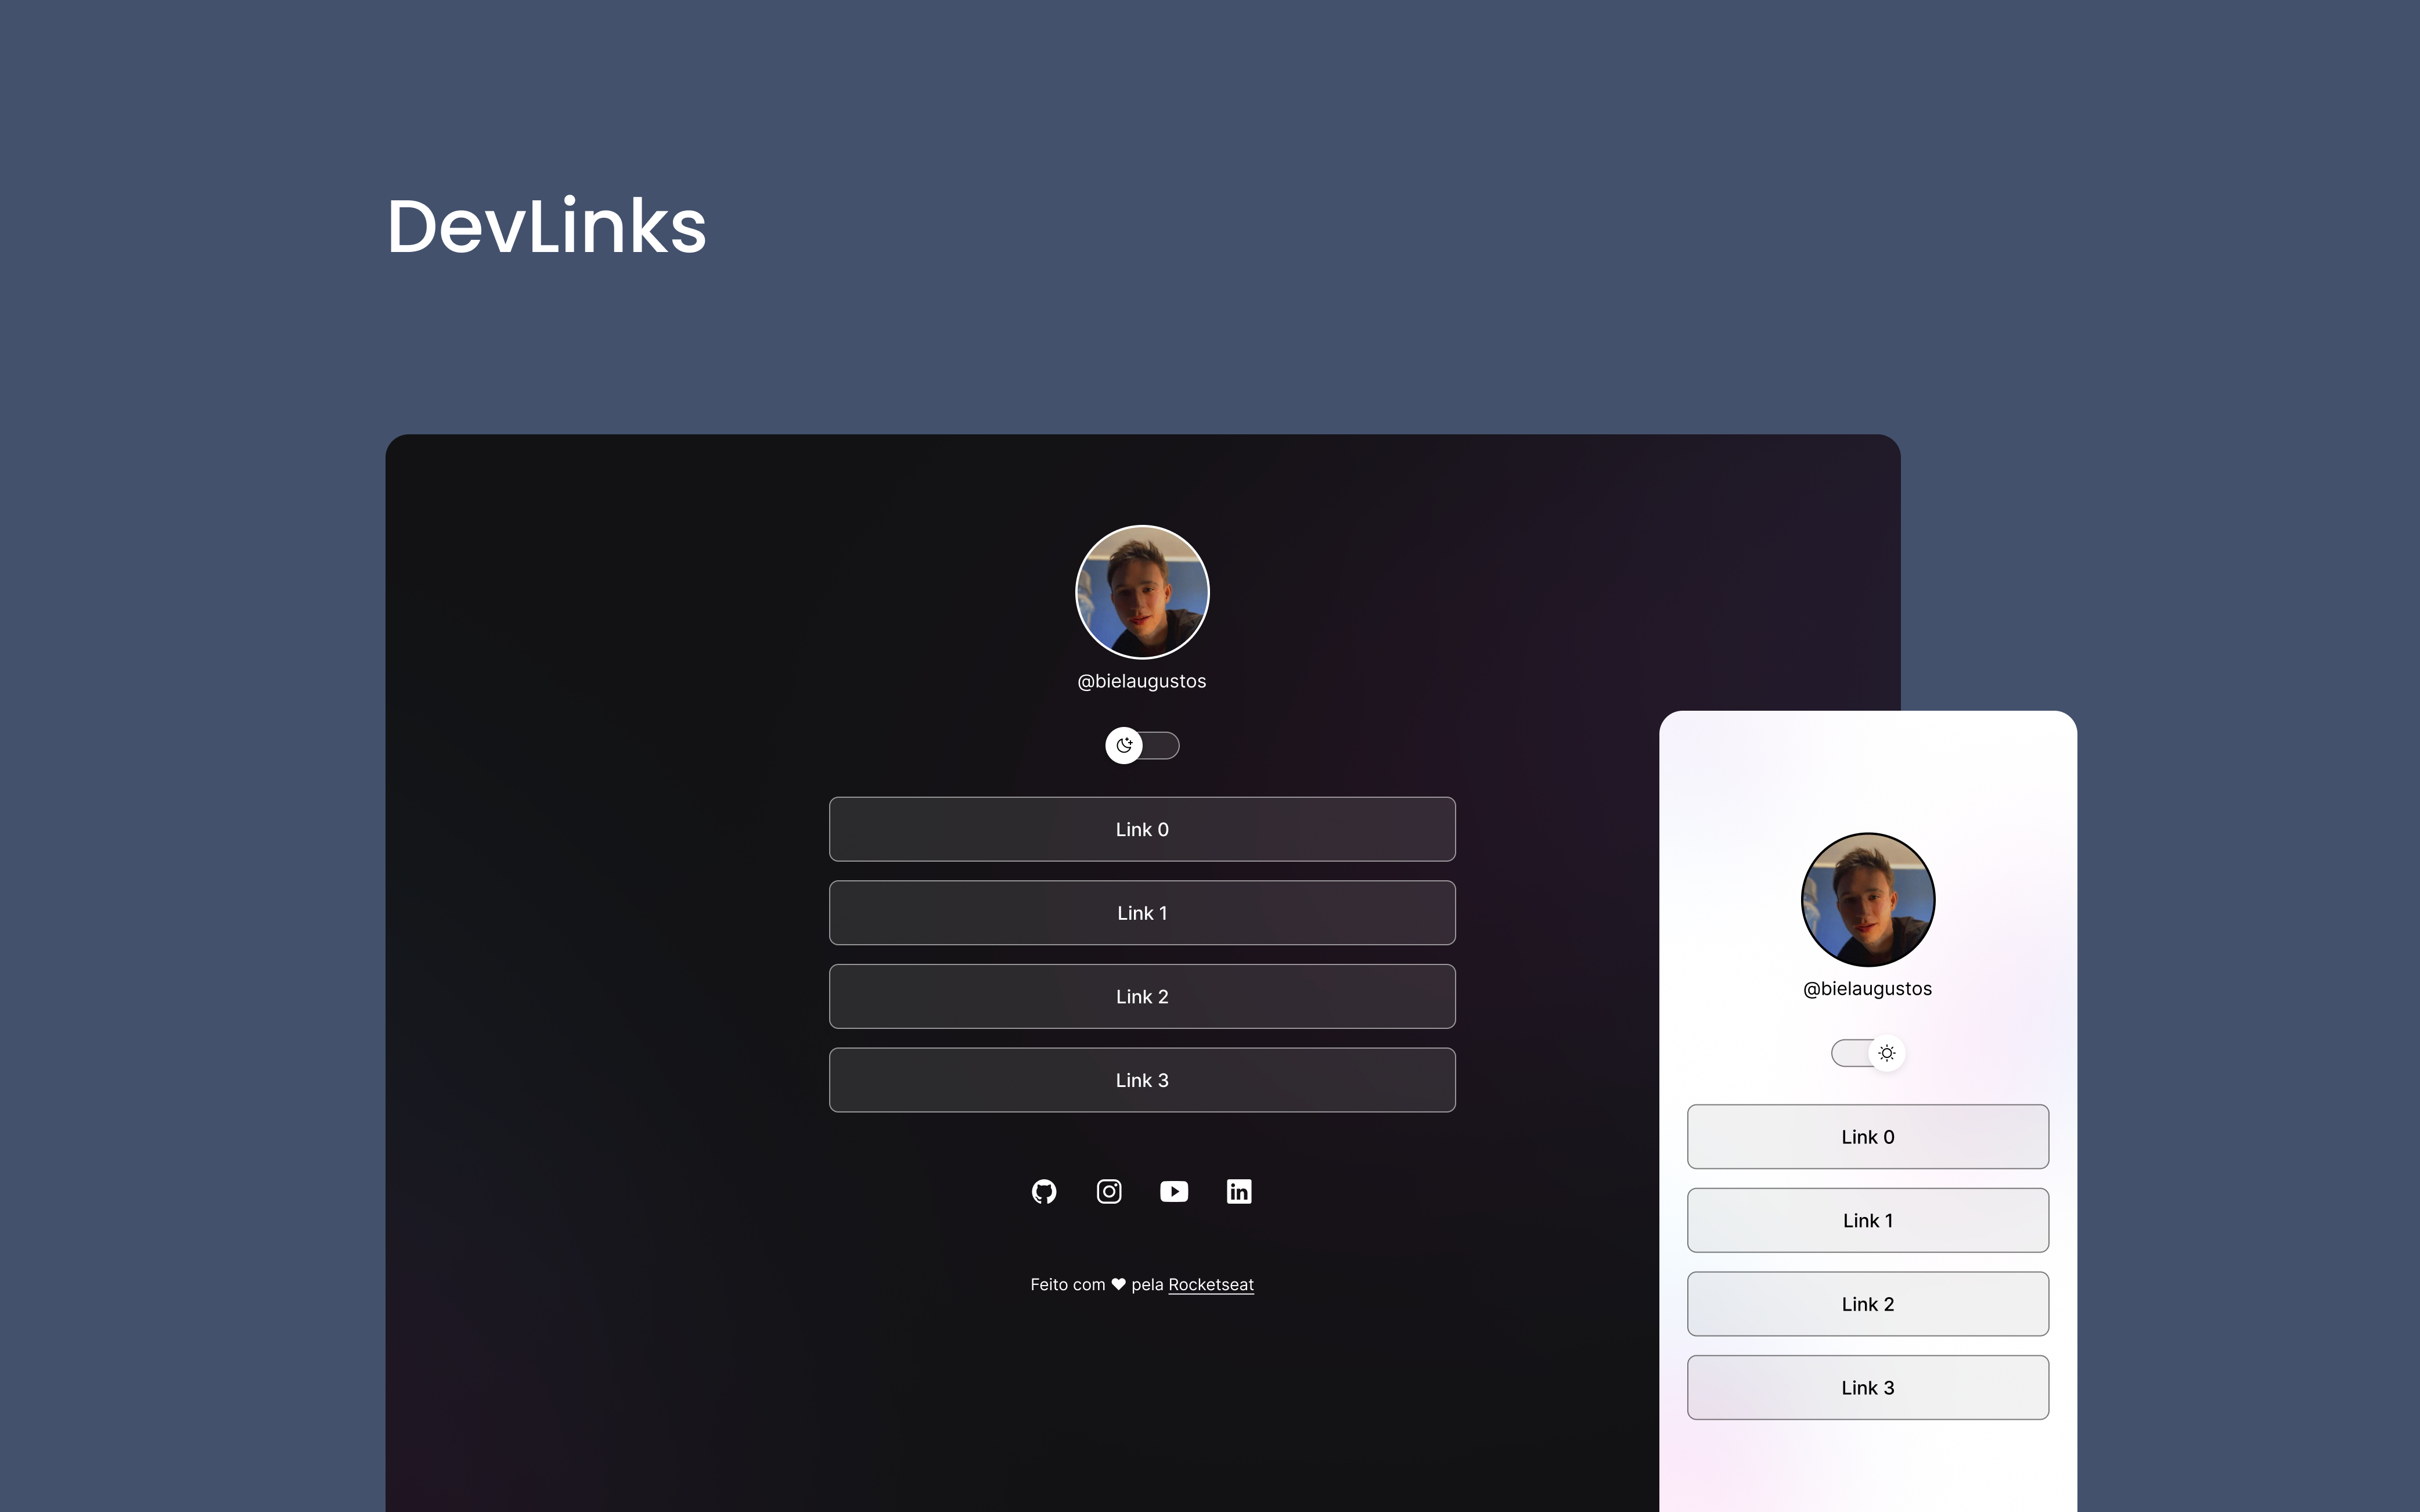 DevLinks
@bielaugustos
Link 0
Link 1
Link 2
Link 3
Feito com ♥ pela Rocketseat
@bielaugustos
Link 0
Link 1
Link 2
Link 3